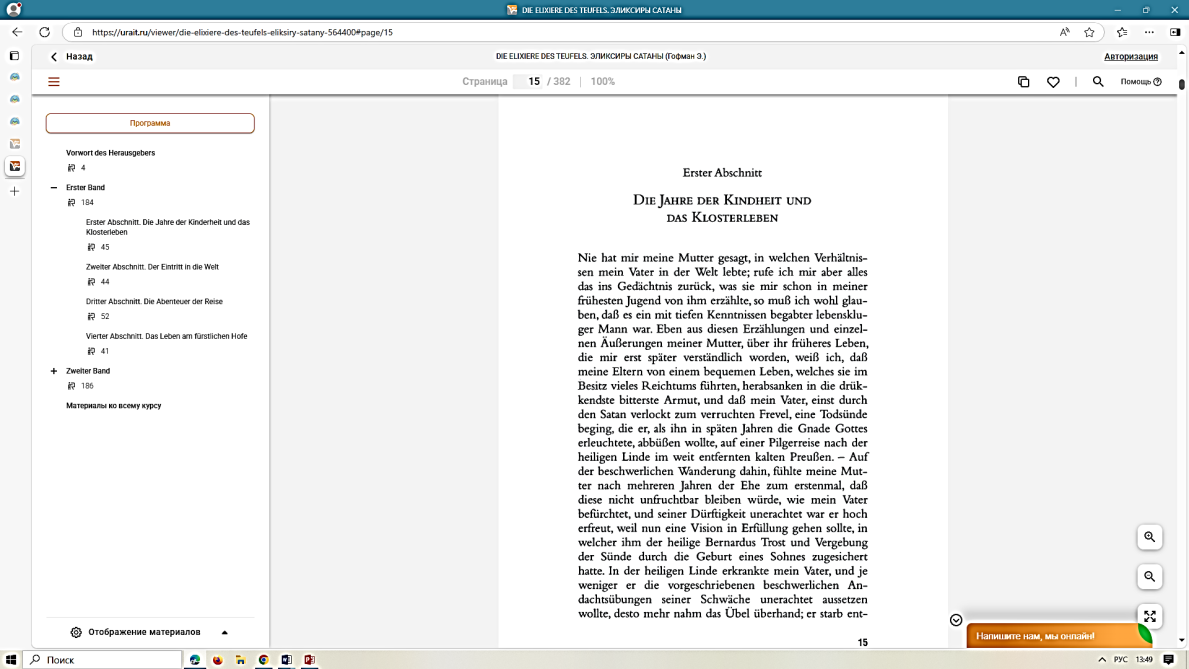 DIE ELIXIERE DES TEUFELS. ЭЛИКСИРЫ САТАНЫ
https://urait.ru/viewer/die-elixiere-des-teufels-eliksiry-satany-564400#page/15
Назад
DIE ELIXIERE DES TEUFELS. ЭЛИКСИРЫ САТАНЫ (Гофман Э.)
Авторизация
Страница 15 / 382 | 100%
Помощь
Программа
Vorwort des Herausgebers
4
Erster Band
184
Erster Abschnitt. Die Jahre der Kinderheit und das
Klosterleben
45
Zweiter Abschnitt. Der Eintritt in die Welt
44
Dritter Abschnitt. Die Abenteuer der Reise
52
Vierter Abschnitt. Das Leben am fürstlichen Hofe
41
Zweiter Band
186
Материалы ко всему курсу
Отображение материалов
Erster Abschnitt
DIE JAHRE DER KINDHEIT UND
DAS KLOSTERLEBEN
Nie hat mir meine Mutter gesagt, in welchen Verhältnis-
sen mein Vater in der Welt lebte; rufe ich mir aber alles
das ins Gedächtnis zurück, was sie mir schon in meiner
frühesten Jugend von ihm erzählte, so muß ich wohl glau-
ben, daß es ein mit tiefen Kenntnissen begabter lebensklu-
ger Mann war. Eben aus diesen Erzählungen und einzel-
nen Äußerungen meiner Mutter, über ihr früheres Leben,
die mir erst später verständlich worden, weiß ich, daß
meine Eltern von einem bequemen Leben, welches sie im
Besitz vieles Reichtums führten, herabsanken in die drük-
kendste bitterste Armut, und daß mein Vater, einst durch
den Satan verlockt zum verruchten Frevel, eine Todsünde
beging, die er, als ihn in späten Jahren die Gnade Gottes
erleuchtete, abbüßen wollte, auf einer Pilgerreise nach der
heiligen Linde im weit entfernten kalten Preußen. – Auf
der beschwerlichen Wanderung dahin, fühlte meine Mut-
ter nach mehreren Jahren der Ehe zum erstenmal, daß
diese nicht unfruchtbar bleiben würde, wie mein Vater
befürchtet, und seiner Dürftigkeit unerachtet war er hoch
erfreut, weil nun eine Vision in Erfüllung gehen sollte, in
welcher ihm der heilige Bernardus Trost und Vergebung
der Sünde durch die Geburt eines Sohnes zugesichert
hatte. In der heiligen Linde erkrankte mein Vater, und je
weniger er die vorgeschriebenen beschwerlichen An-
dachtsübungen seiner Schwäche unerachtet aussetzen
wollte, desto mehr nahm das Übel überhand; er starb ent-
15
Напишите нам, мы онлайн!
Поиск
РУС 13:49